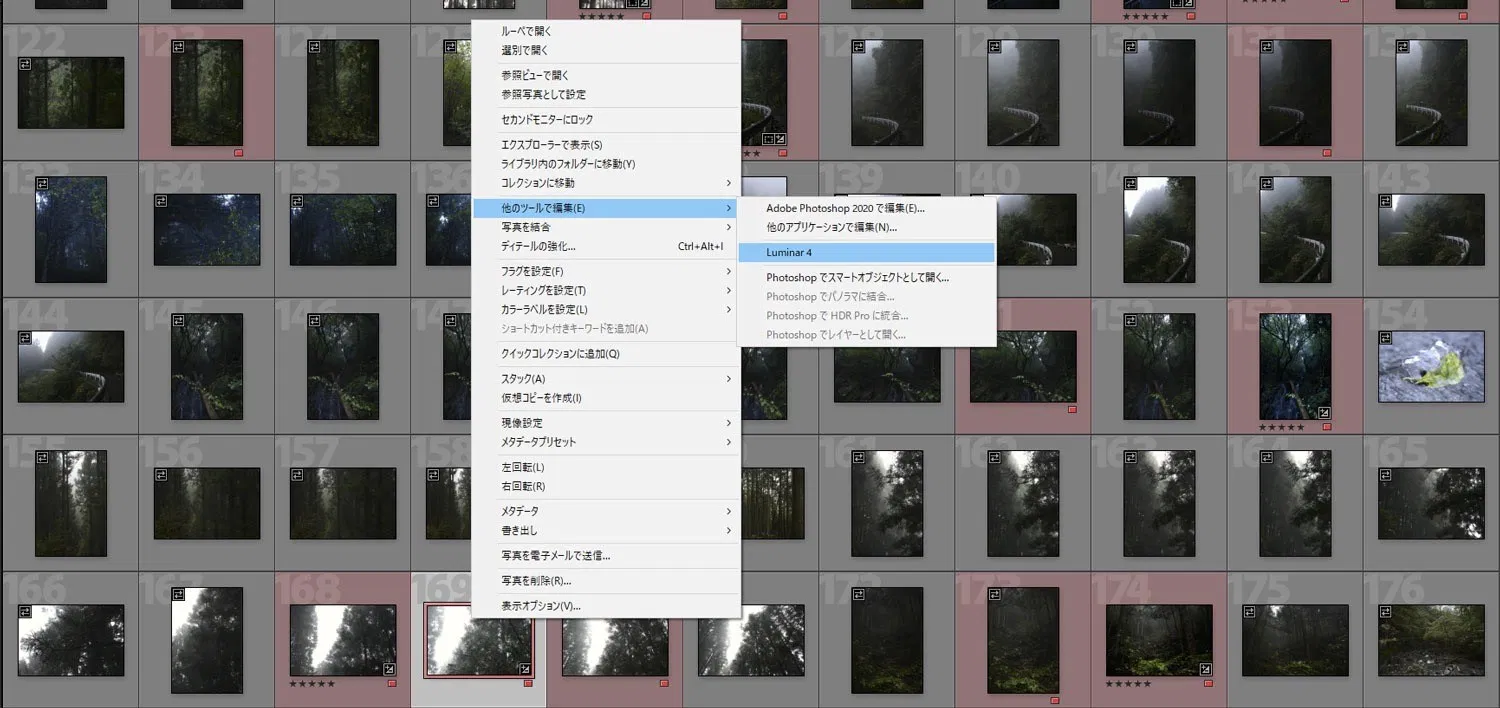 122
123
128
129
130
131
132
134
135
136
139
140
143
144
154
155
156
157
158
165
166
167
168
169
173
174
175
176
ルーペで開く
選別で開く
参照ビューで開く
参照写真として設定
セカンドモニターにロック
エクスプローラーで表示(S)
ライブラリ内のフォルダーに移動(Y)
コレクションに移動
他のツールで編集(E)
写真を結合
ディテールの強化... Ctrl+Alt+I
フラグを設定(F)
レーティングを設定(T)
カラーラベルを設定(L)
ショートカット付きキーワードを追加(A)
クイックコレクションに追加(Q)
スタック(A)
仮想コピーを作成(I)
現像設定
メタデータプリセット
左回転(L)
右回転(R)
メタデータ
書き出し
写真を電子メールで送信...
写真を削除(R)...
表示オプション(V)...
Adobe Photoshop 2020 で編集(E)...
他のアプリケーションで編集(N)...
Luminar 4
Photoshop でスマートオブジェクトとして開く...
Photoshop でパノラマに結合...
Photoshop で HDR Pro に統合...
Photoshop でレイヤーとして開く...